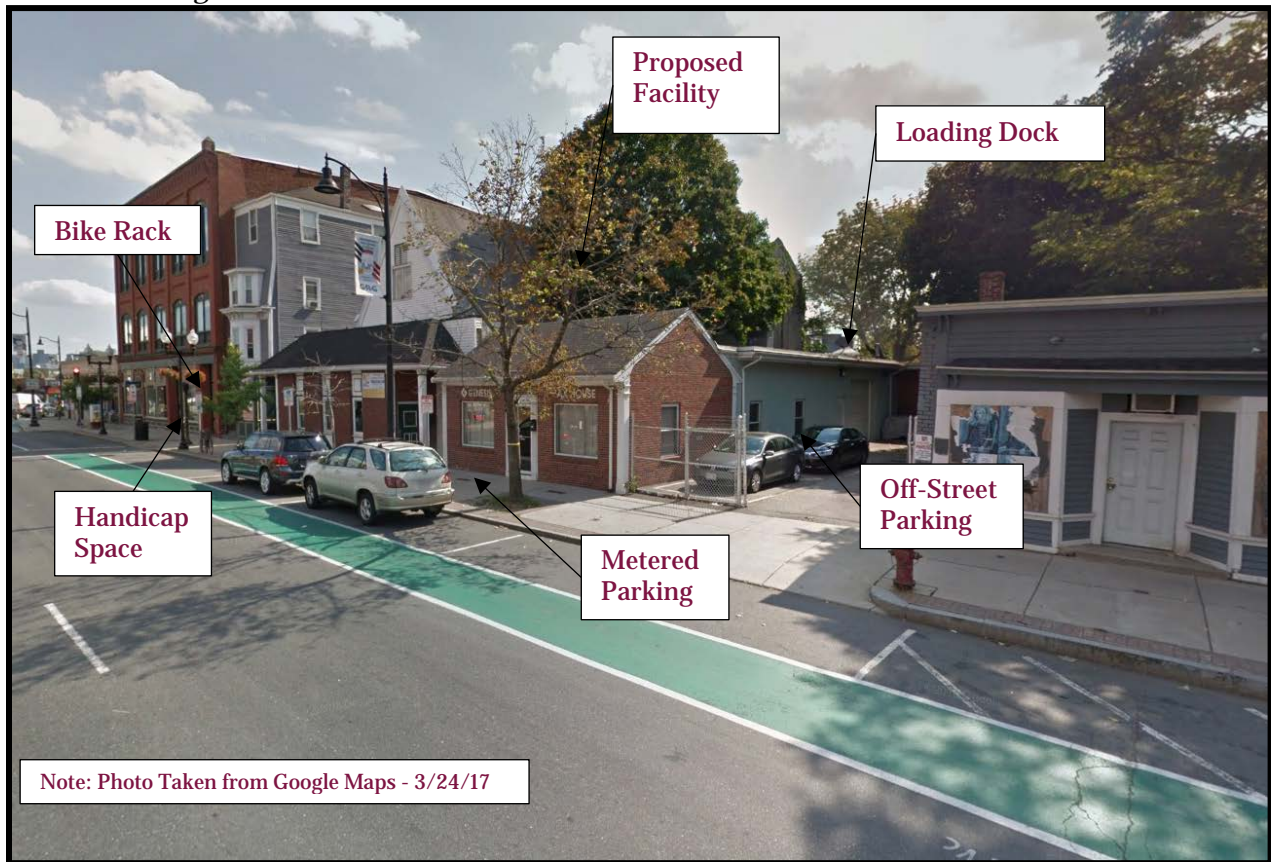 Proposed
Facility
Loading Dock
Bike Rack
Handicap
Space
Metered
Parking
Off-Street
Parking
Note: Photo Taken from Google Maps - 3/24/17